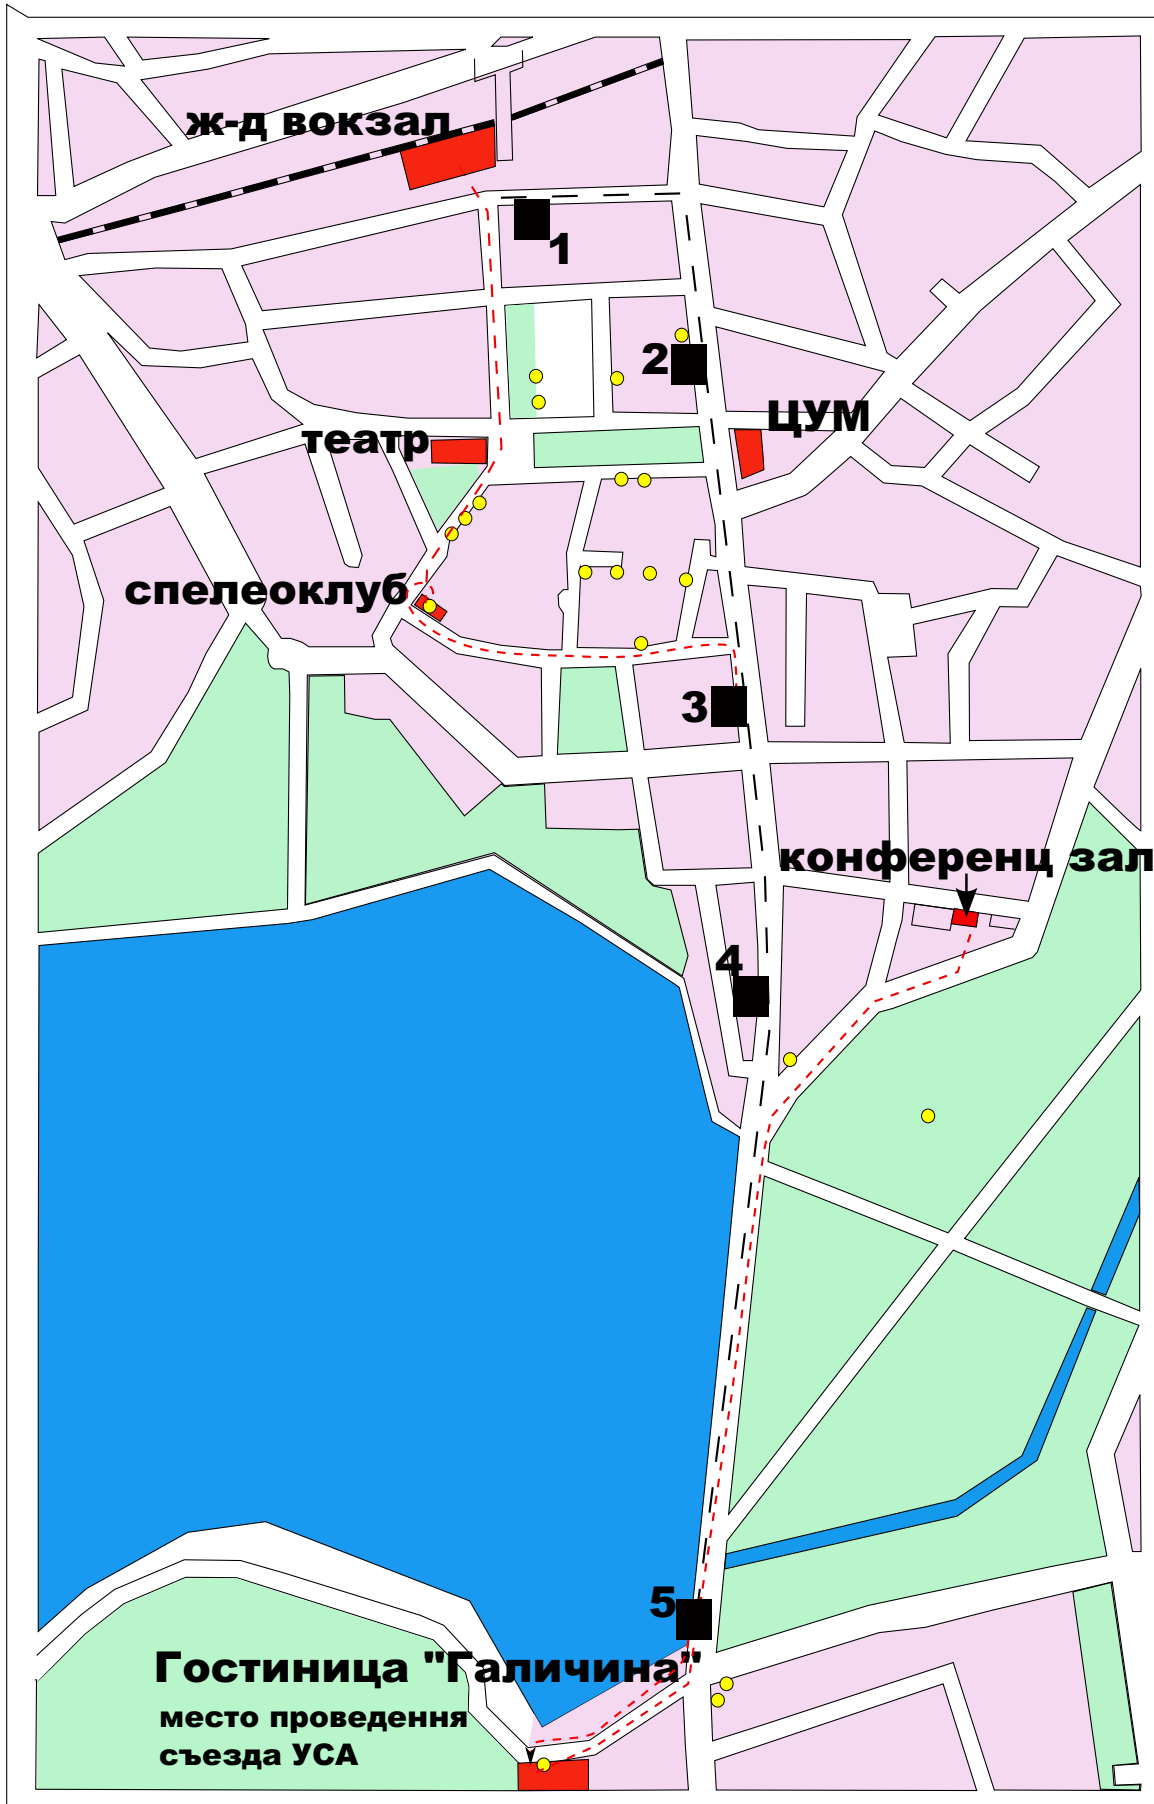 ж-д вокзал
1
2
ЦУМ
театр
спелеоклуб
3
конференц зал
4
5
Гостиница "Галичина"
место проведення
съезда УСА